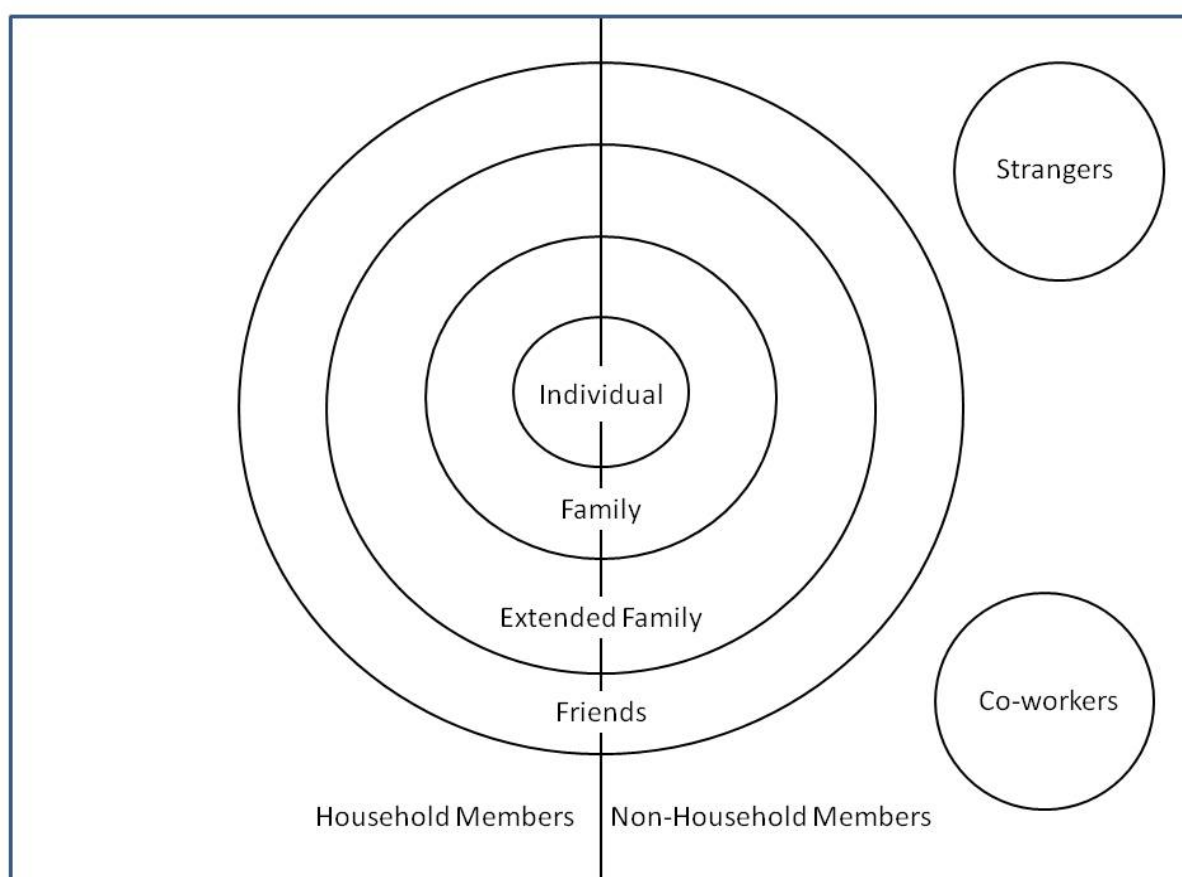 Strangers
Individual
Family
Extended Family
Friends
Co-workers
Household Members
Non-Household Members